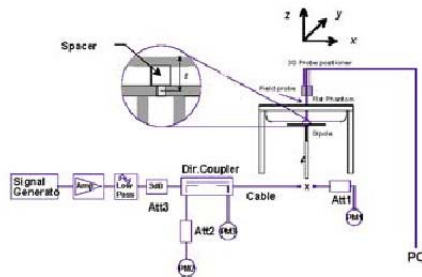 z
y
x
Spacer
s
3D Probe positioner
Field probe
Flat Phantom
Dipole
Signal
Generato
Amp
Low
Pass
3dB
Att3
Dir.Coupler
Cable
x
Att1
PM1
Att2
PM3
PM2
PC